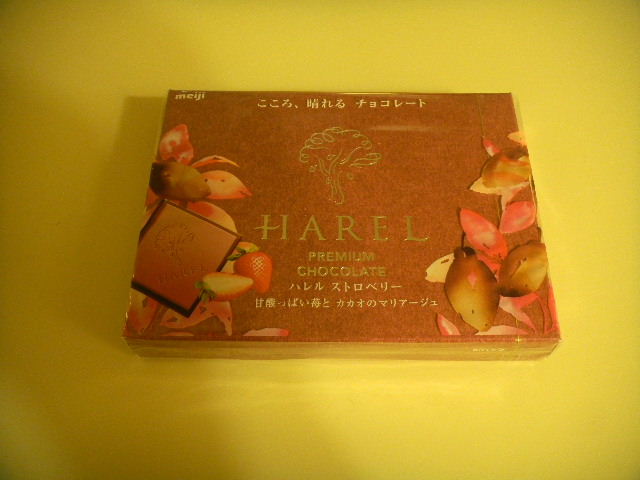 meiji
こころ、晴れる チョコレート
HAREL
PREMIUM
CHOCOLATE
ハレル ストロベリー
甘酸っぱい苺と カカオのマリアージュ
HAREL